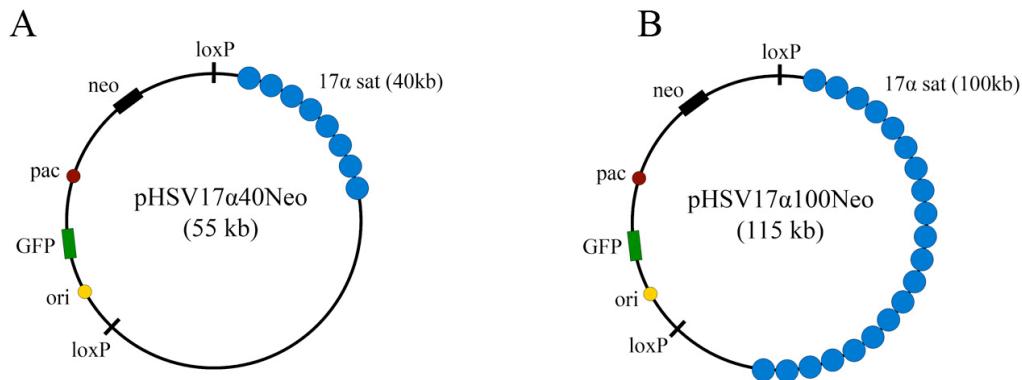 A
loxP
17α sat (40kb)
neo
pac
pHSV17α40Neo
(55 kb)
GFP
ori
loxP
B
loxP
17α sat (100kb)
neo
pac
pHSV17α100Neo
(115 kb)
GFP
ori
loxP